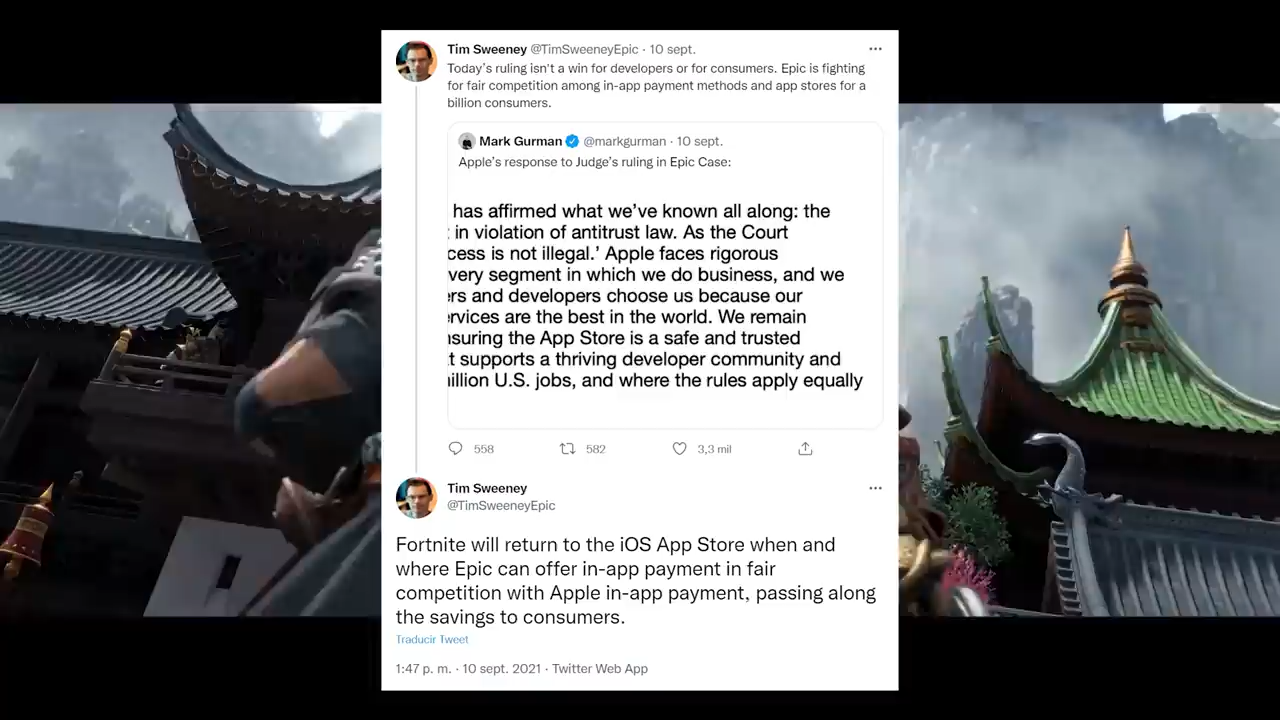 Tim Sweeney @TimSweeneyEpic · 10 sept.
Today's ruling isn't a win for developers or for consumers. Epic is fighting
for fair competition among in-app payment methods and app stores for a
billion consumers.
Mark Gurman @markgurman · 10 sept.
Apple's response to Judge's ruling in Epic Case:
has affirmed what we've known all along: the
in violation of antitrust law. As the Court
cess is not illegal.' Apple faces rigorous
very segment in which we do business, and we
ers and developers choose us because our
ervices are the best in the world. We remain
nsuring the App Store is a safe and trusted
t supports a thriving developer community and
illion U.S. jobs, and where the rules apply equally
558 582 3,3 mil
Tim Sweeney
@TimSweeneyEpic
Fortnite will return to the iOS App Store when and
where Epic can offer in-app payment in fair
competition with Apple in-app payment, passing along
the savings to consumers.
Traducir Tweet
1:47 p. m. · 10 sept. 2021 · Twitter Web App